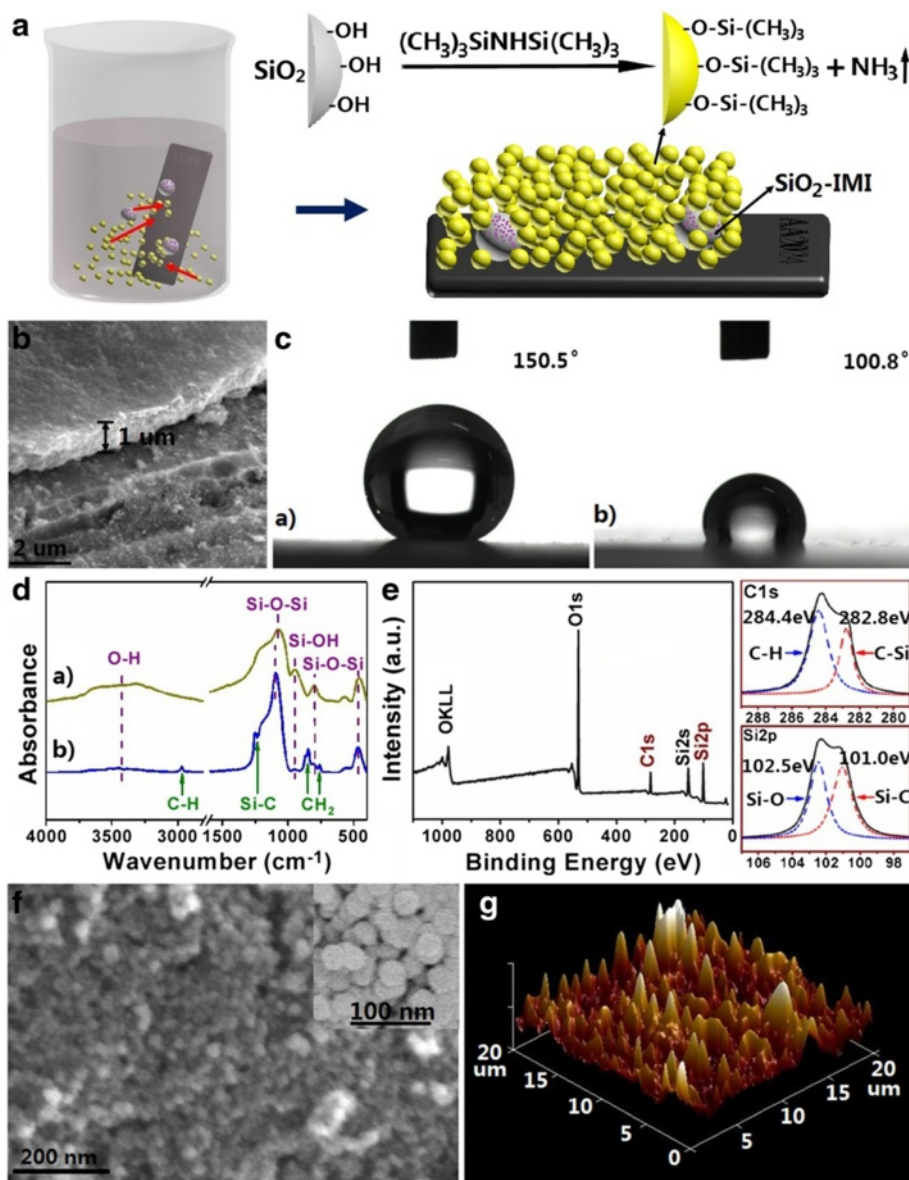 a
SiO₂
-OH
-OH
-OH
(CH₃)₃SiNHSi(CH₃)₃
-O-Si-(CH₃)₃
-O-Si-(CH₃)₃ + NH₃↑
-O-Si-(CH₃)₃
SiO₂-IMI
b
1 um
2 um
c
150.5°
100.8°
a)
b)
d
Absorbance
a)
b)
O-H
Si-O-Si
Si-OH
Si-O-Si
C-H
Si-C
CH₂
4000 3000 1500 1000 500
Wavenumber (cm⁻¹)
e
Intensity (a.u.)
OKLL
O1s
C1s
Si2s
Si2p
1000 800 600 400 200 0
Binding Energy (eV)
C1s
284.4eV 282.8eV
C-H C-Si
288 286 284 282 280
Si2p
102.5eV 101.0eV
Si-O Si-C
106 104 102 100 98
f
100 nm
200 nm
g
20
um
15
10
5
0
5
10
15
20
um